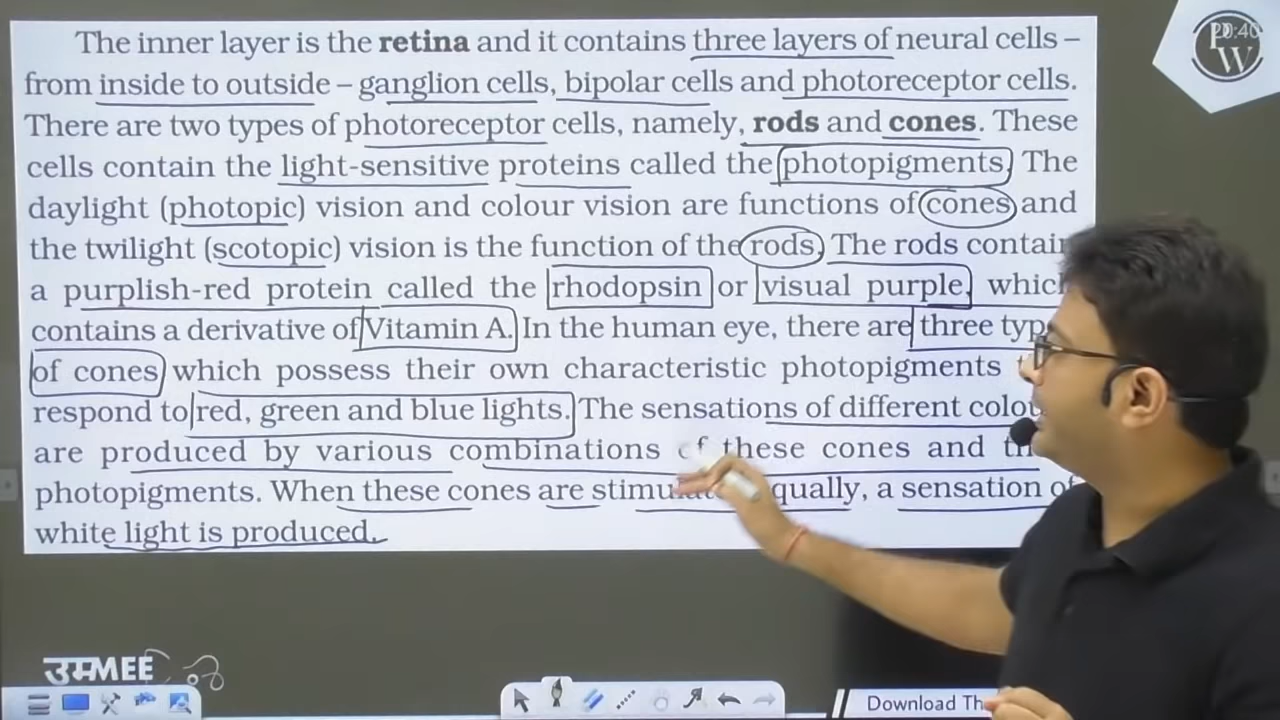 The inner layer is the retina and it contains three layers of neural cells –
from inside to outside – ganglion cells, bipolar cells and photoreceptor cells.
There are two types of photoreceptor cells, namely, rods and cones. These
cells contain the light-sensitive proteins called the photopigments. The
daylight (photopic) vision and colour vision are functions of cones and
the twilight (scotopic) vision is the function of the rods. The rods contain
a purplish-red protein called the rhodopsin or visual purple, which
contains a derivative of Vitamin A. In the human eye, there are three
of cones which possess their own characteristic photopigments
respond to red, green and blue lights. The sensations of different
are produced by various combinations of these cones and
photopigments. When these cones are a sensation of
white light is produced.
PW
20:40
उम्मMEE
Download